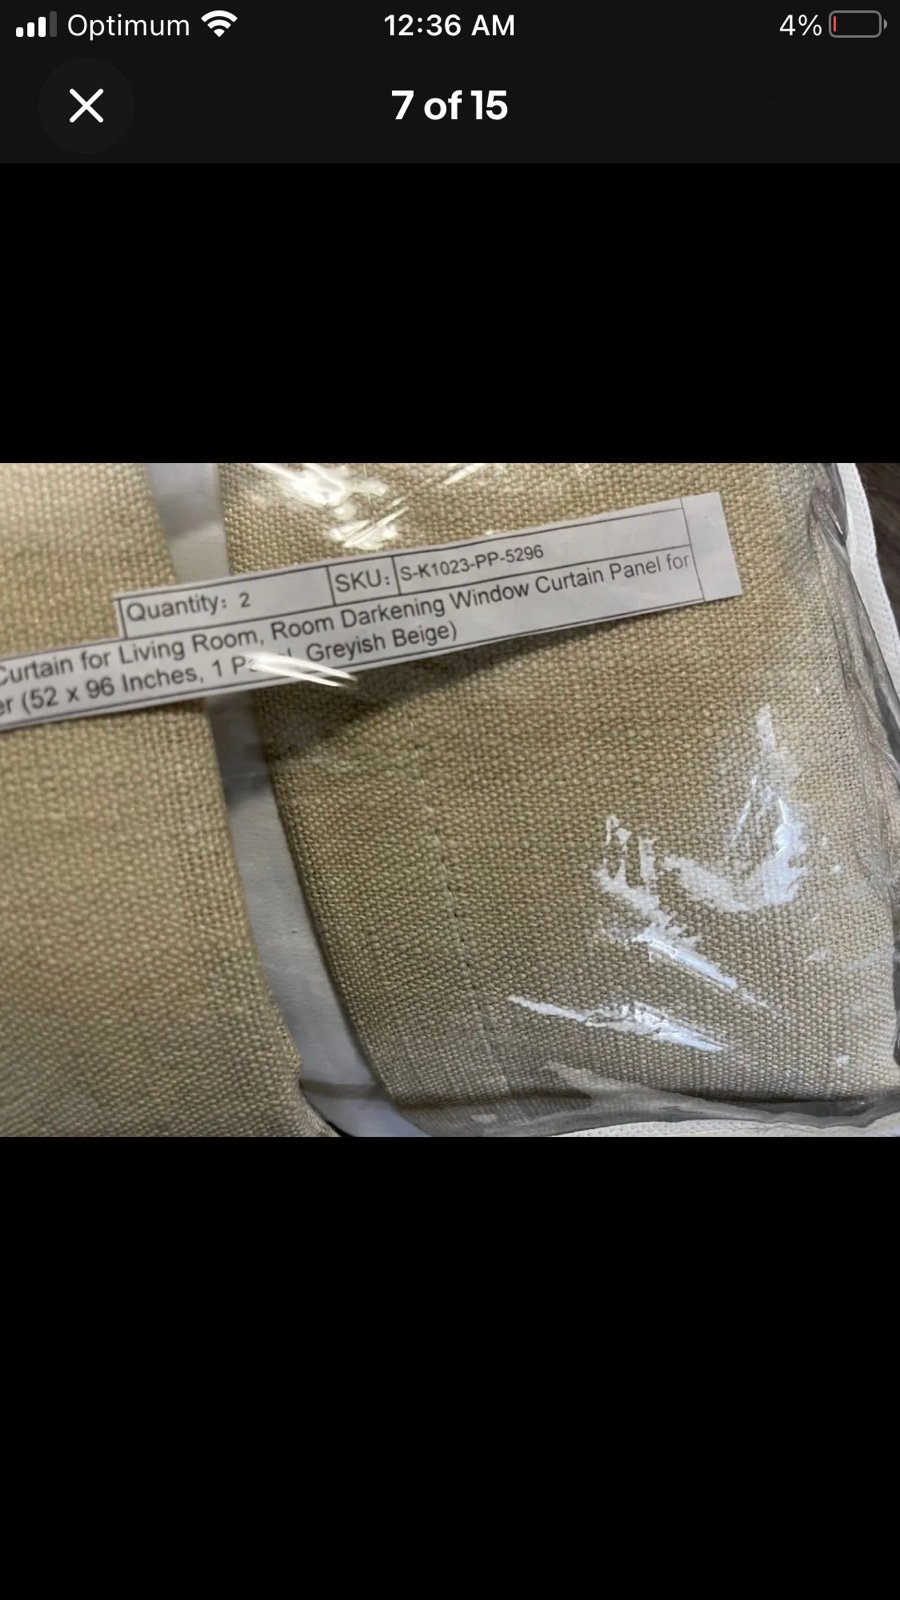 Optimum 12:36 AM 4%
7 of 15
Quantity: 2 SKU: S-K1023-PP-5296
Curtain for Living Room, Room Darkening Window Curtain Panel for
(52 x 96 Inches, 1 Greyish Beige)